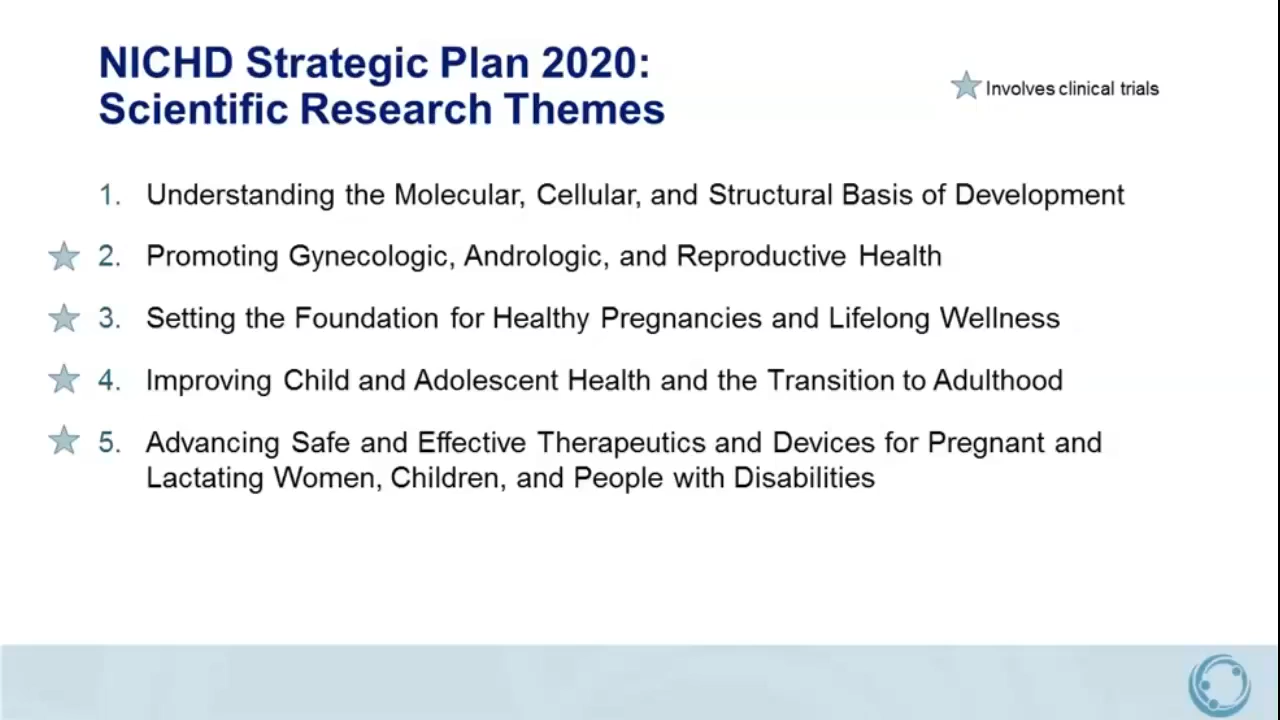 NICHD Strategic Plan 2020:
Scientific Research Themes
Involves clinical trials
1. Understanding the Molecular, Cellular, and Structural Basis of Development
2. Promoting Gynecologic, Andrologic, and Reproductive Health
3. Setting the Foundation for Healthy Pregnancies and Lifelong Wellness
4. Improving Child and Adolescent Health and the Transition to Adulthood
5. Advancing Safe and Effective Therapeutics and Devices for Pregnant and
Lactating Women, Children, and People with Disabilities